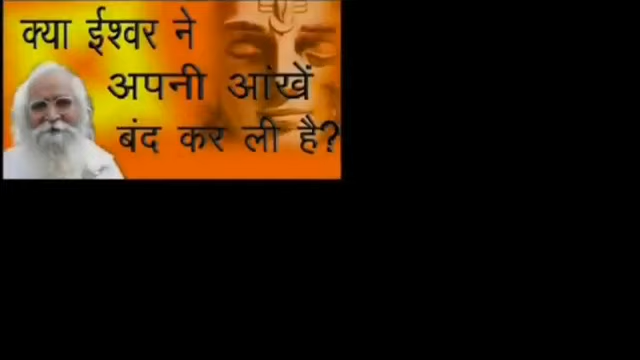 क्या ईश्वर ने
अपनी आंखें
बंद कर ली है?